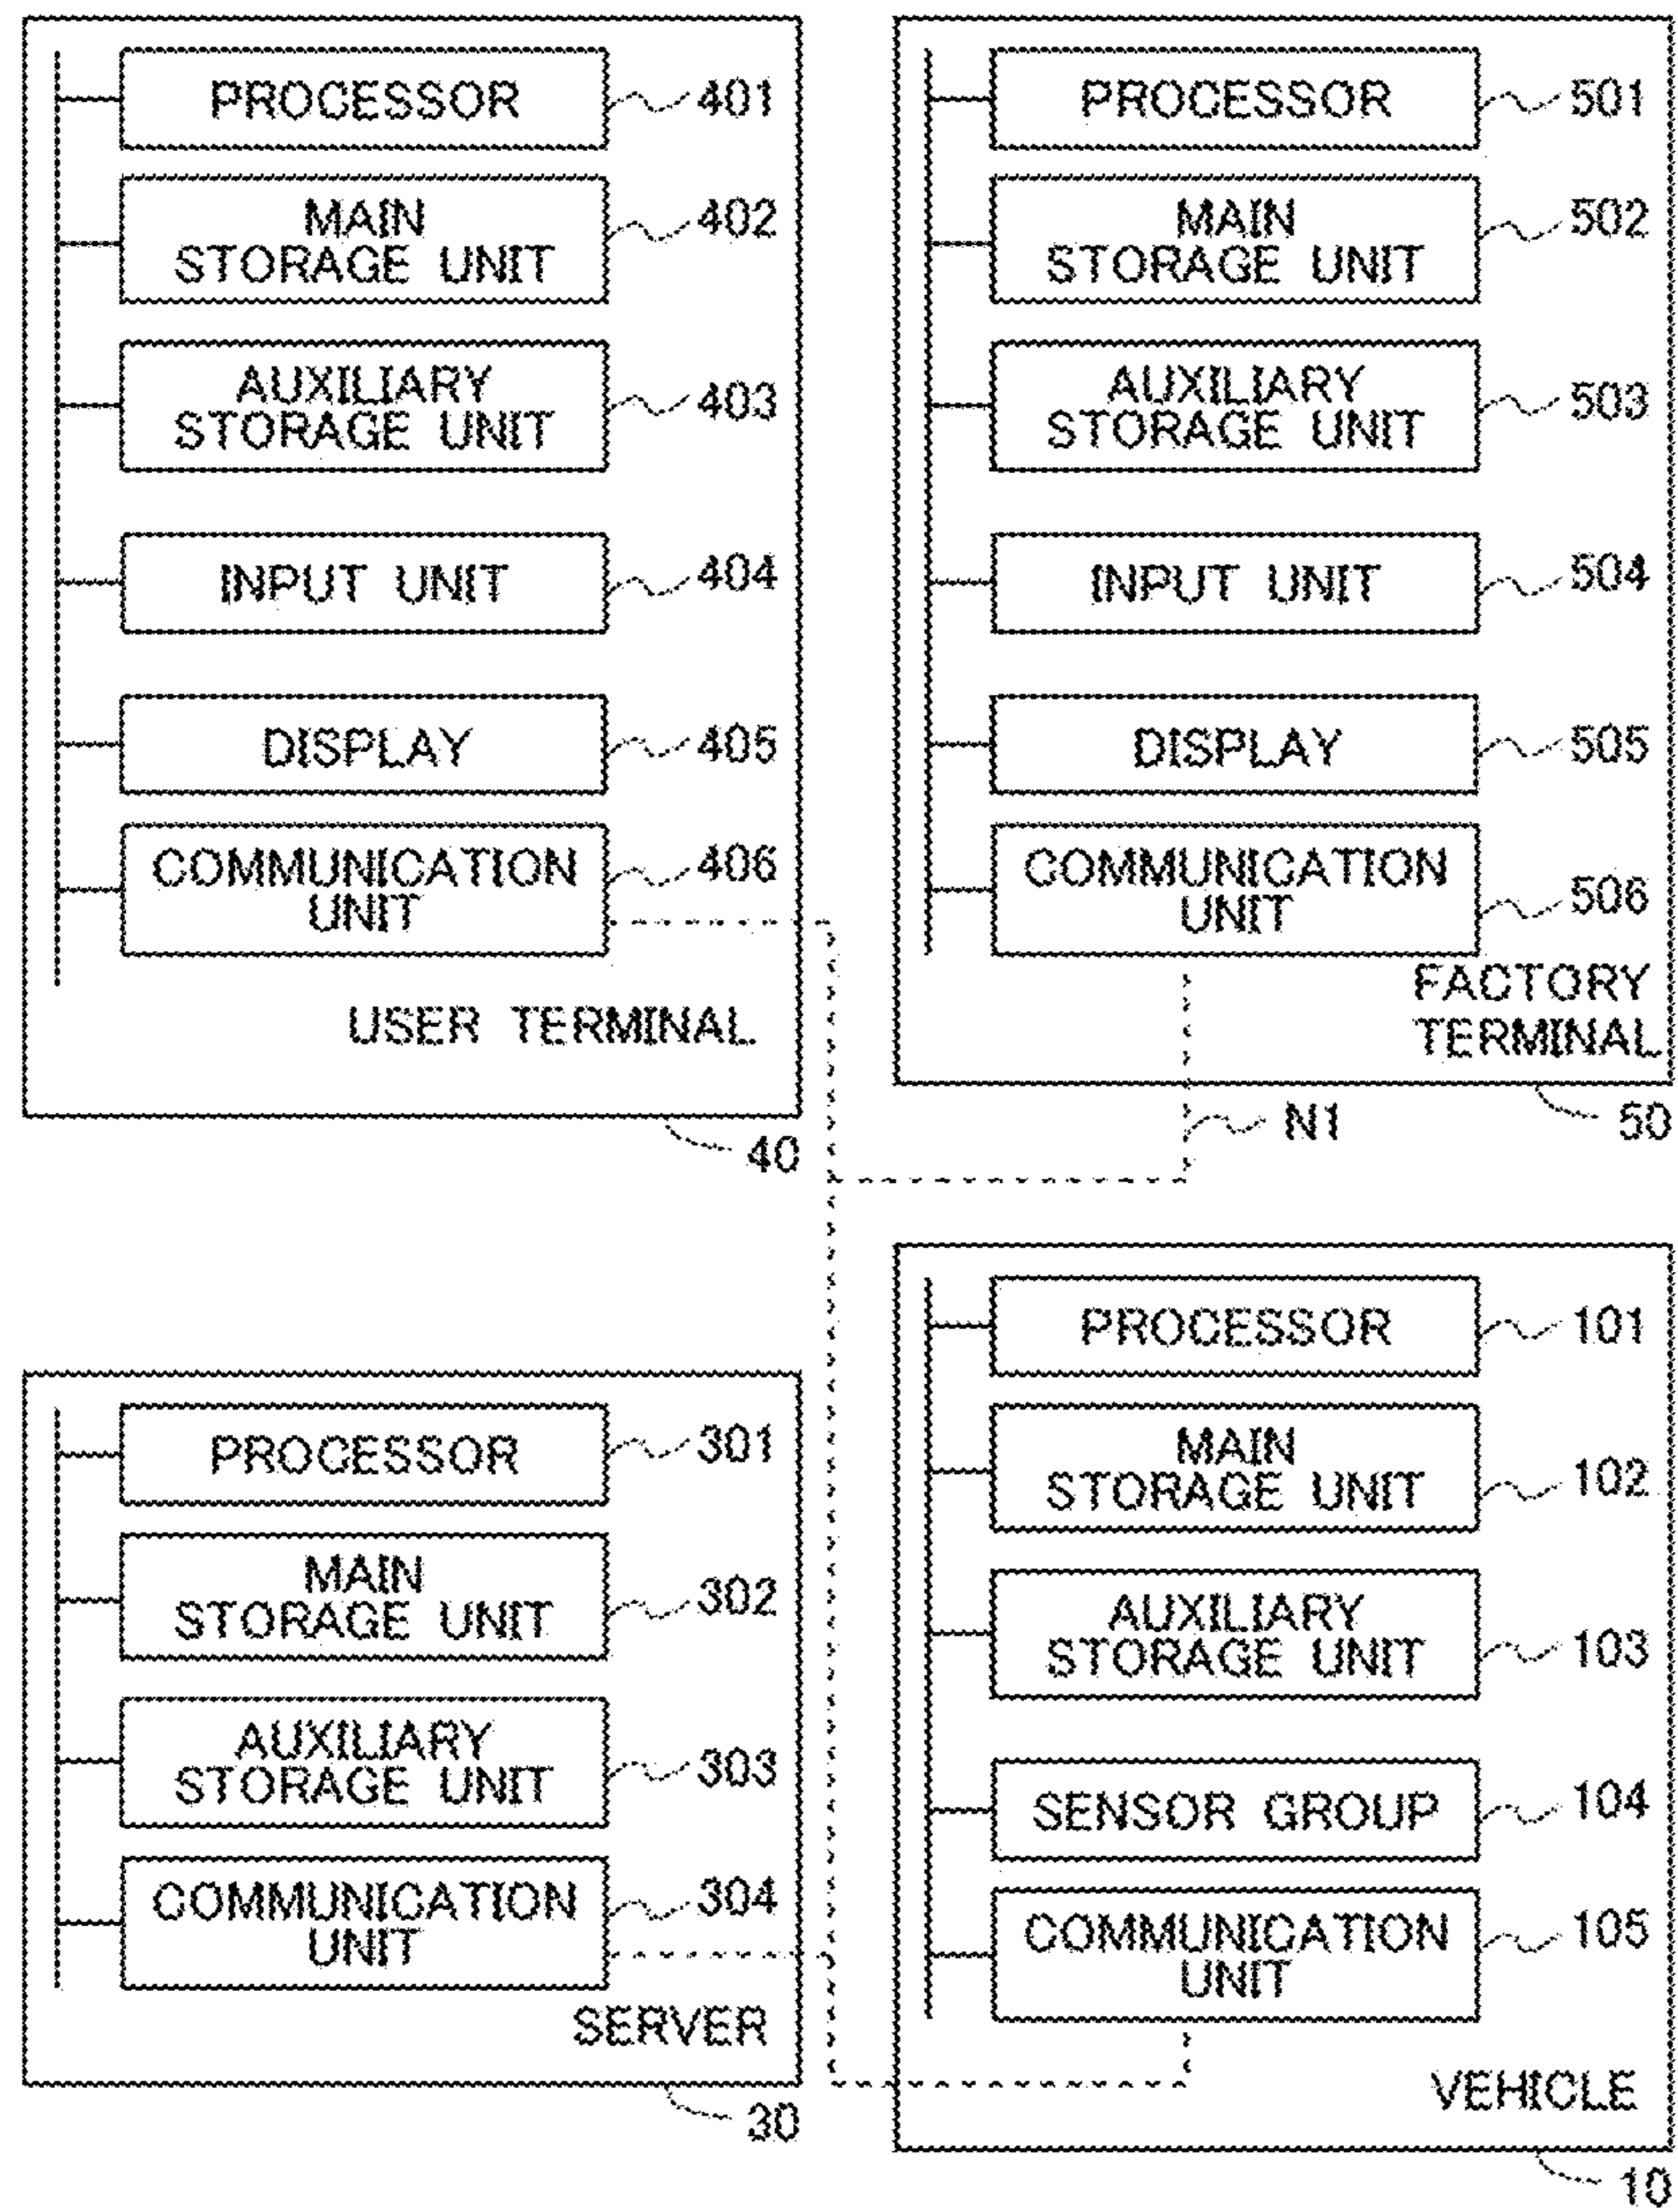 PROCESSOR 401
MAIN
STORAGE UNIT 402
AUXILIARY
STORAGE UNIT 403
INPUT UNIT 404
DISPLAY 405
COMMUNICATION
UNIT 406
USER TERMINAL
40
PROCESSOR 501
MAIN
STORAGE UNIT 502
AUXILIARY
STORAGE UNIT 503
INPUT UNIT 504
DISPLAY 505
COMMUNICATION
UNIT 506
FACTORY
TERMINAL
50
N1
PROCESSOR 301
MAIN
STORAGE UNIT 302
AUXILIARY
STORAGE UNIT 303
COMMUNICATION
UNIT 304
SERVER
30
PROCESSOR 101
MAIN
STORAGE UNIT 102
AUXILIARY
STORAGE UNIT 103
SENSOR GROUP 104
COMMUNICATION
UNIT 105
VEHICLE
10